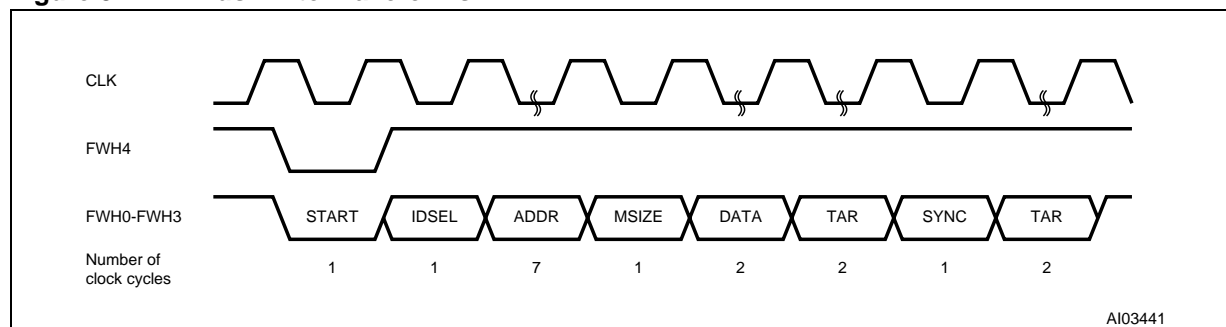 CLK
FWH4
FWH0-FWH3 START IDSEL ADDR MSIZE DATA TAR SYNC TAR
Number of
clock cycles 1 1 7 1 2 2 1 2
AI03441